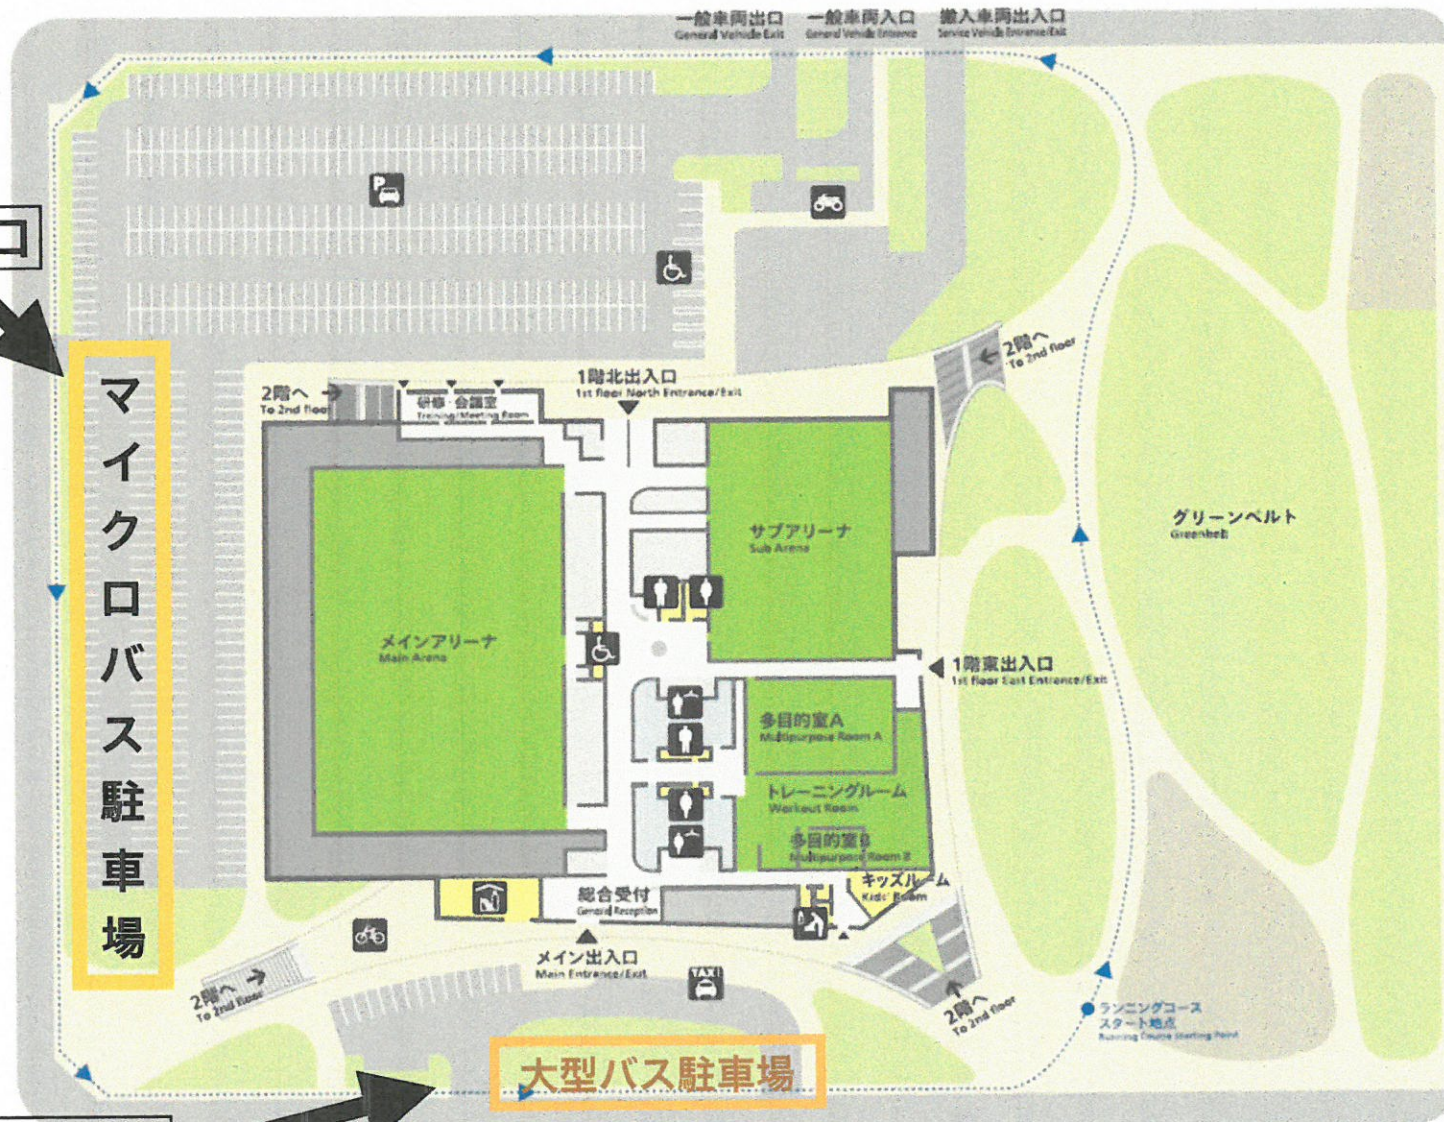 一般車両出口
General Vehicle Exit
一般車両入口
General Vehicle Entrance
搬入車両出入口
Service Vehicle Entrance/Exit
P
口
マイクロバス駐車場
2階へ
To 2nd floor
研修・会議室
Training/Meeting Room
1階北出入口
1st floor North Entrance/Exit
2階へ
To 2nd floor
サブアリーナ
Sub Arena
グリーンベルト
Greenbelt
メインアリーナ
Main Arena
1階東出入口
1st floor East Entrance/Exit
多目的室A
Multipurpose Room A
トレーニングルーム
Workout Room
多目的室B
Multipurpose Room B
キッズルーム
Kids' Room
総合受付
General Reception
メイン出入口
Main Entrance/Exit
TAXI
2階へ
To 2nd floor
2階へ
To 2nd floor
ランニングコース
スタート地点
Running Course Starting Point
大型バス駐車場